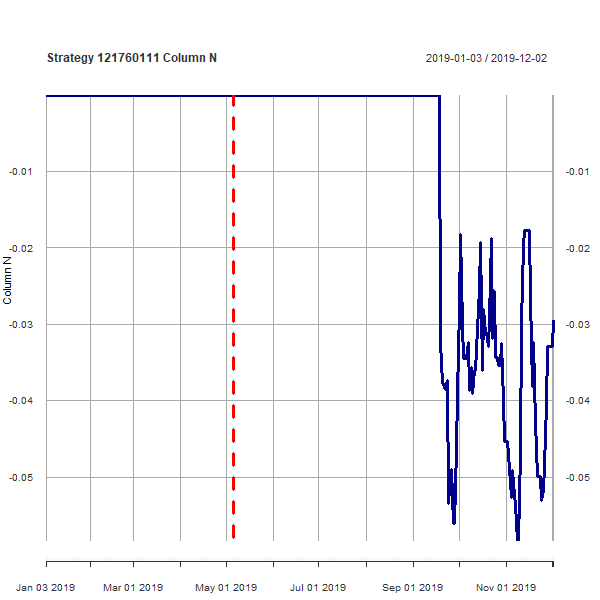 Strategy 121760111 Column N
2019-01-03 / 2019-12-02
-0.01
-0.01
-0.02
-0.02
Column N
-0.03
-0.03
-0.04
-0.04
-0.05
-0.05
Jan 03 2019
Mar 01 2019
May 01 2019
Jul 01 2019
Sep 01 2019
Nov 01 2019